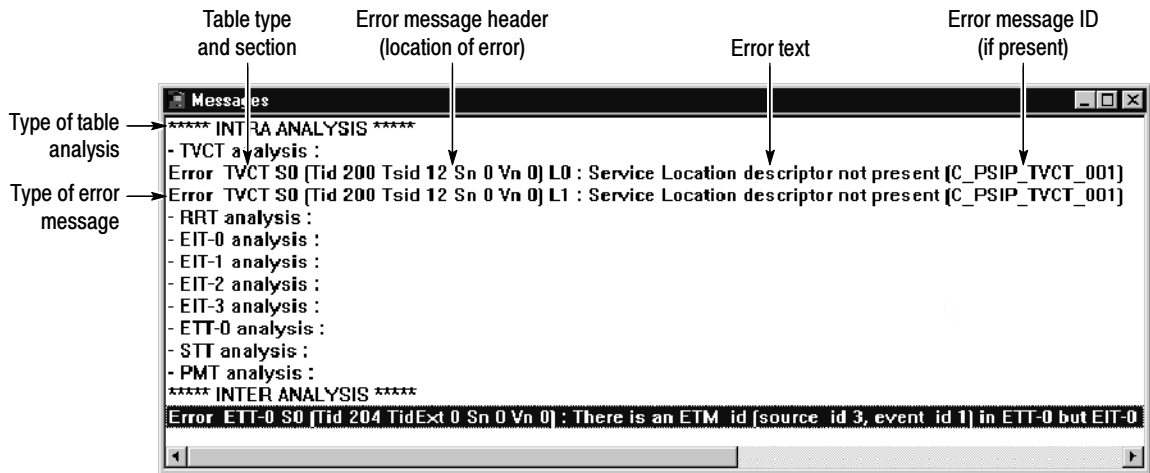 Table type
and section
Error message header
(location of error)
Error text
Error message ID
(if present)
Type of table
analysis
Type of error
message
Messages
***** INTRA ANALYSIS *****
- TVCT analysis :
Error TVCT S0 (Tid 200 Tsid 12 Sn 0 Vn 0) L0 : Service Location descriptor not present (C_PSIP_TVCT_001)
Error TVCT S0 (Tid 200 Tsid 12 Sn 0 Vn 0) L1 : Service Location descriptor not present (C_PSIP_TVCT_001)
- RRT analysis :
- EIT-0 analysis :
- EIT-1 analysis :
- EIT-2 analysis :
- EIT-3 analysis :
- ETT-0 analysis :
- STT analysis :
- PMT analysis :
***** INTER ANALYSIS *****
Error ETT-0 S0 (Tid 204 TidExt 0 Sn 0 Vn 0) : There is an ETM_id (source_id 3, event_id 1) in ETT-0 but EIT-0